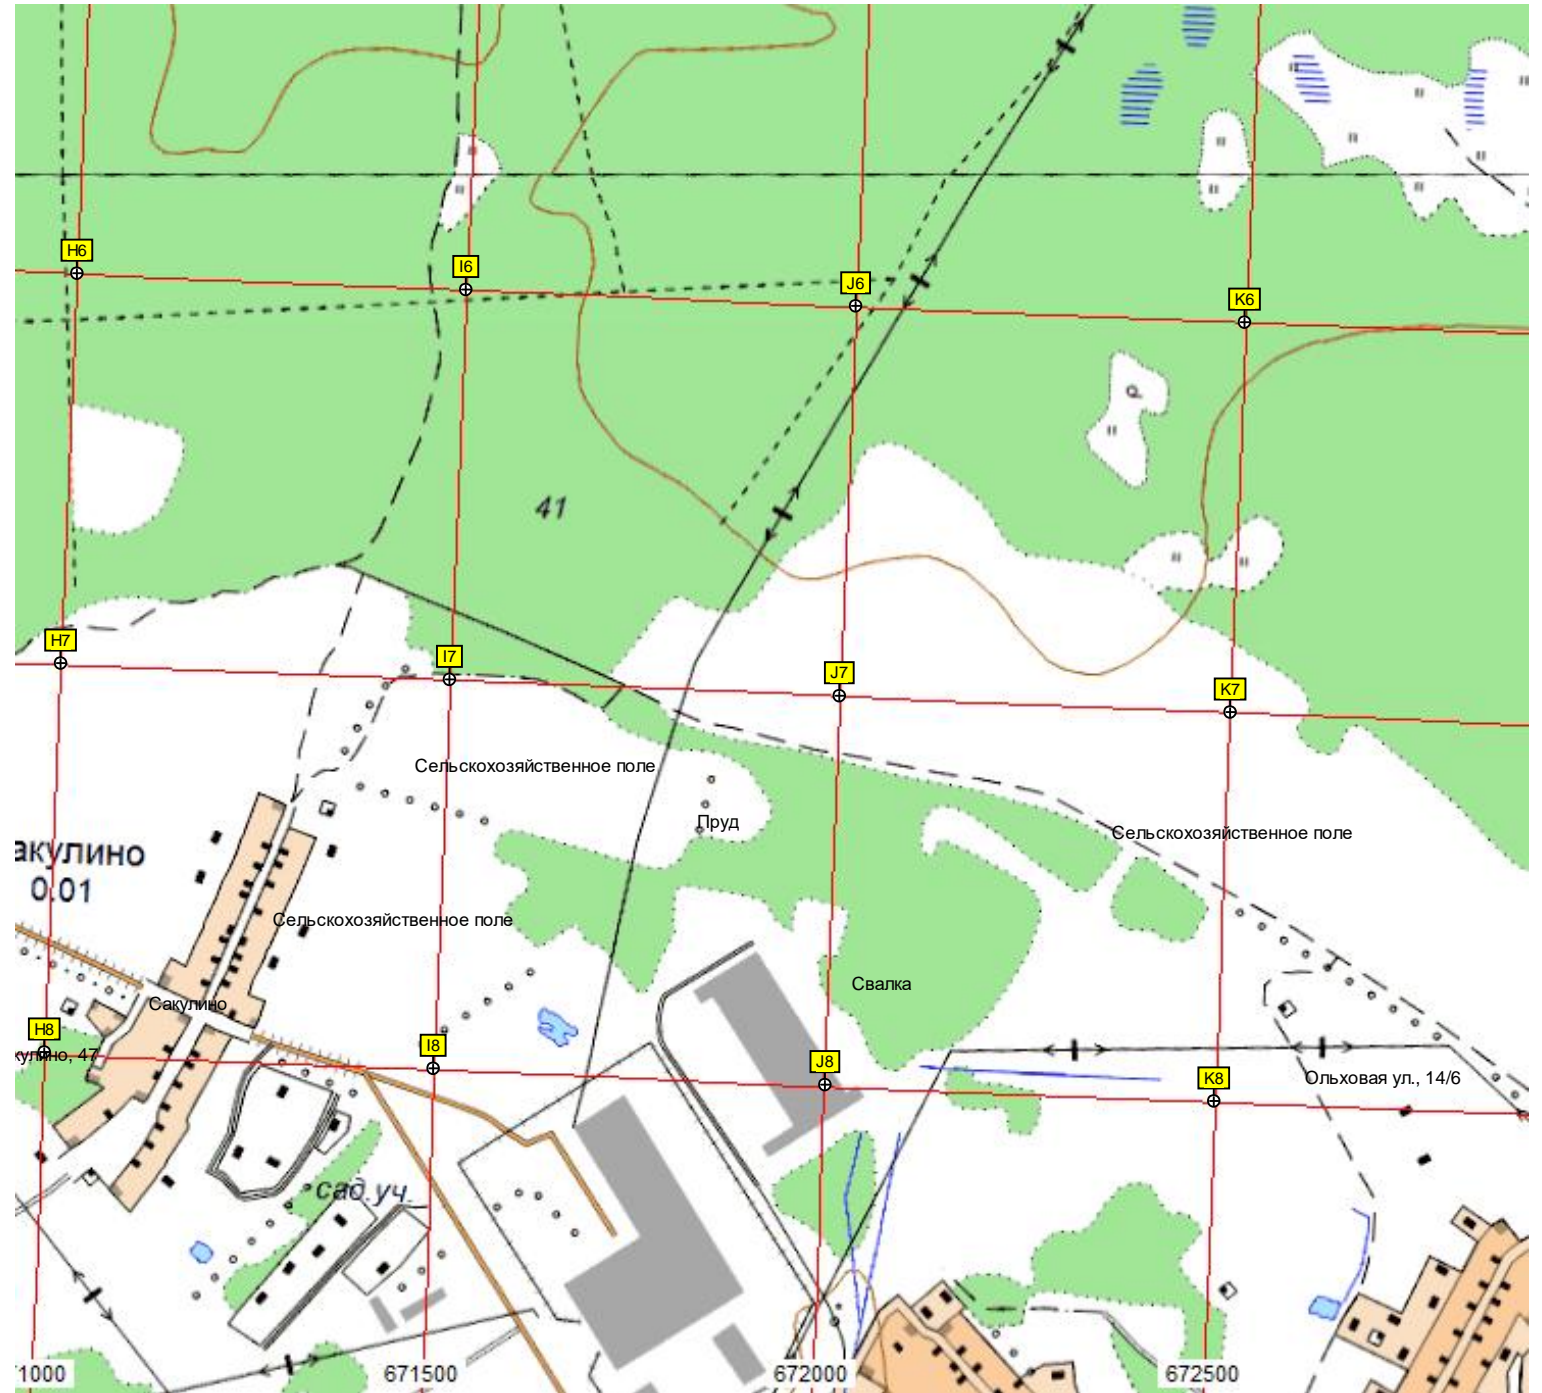 H6
I6
J6
K6
41
H7
I7
J7
K7
Сельскохозяйственное поле
Пруд
Сельскохозяйственное поле
акулино
0.01
Сельскохозяйственное поле
Свалка
Сакулино
H8
I8
J8
K8
кулино, 47
Ольховая ул., 14/6
сад.уч.
1000
671500
672000
672500